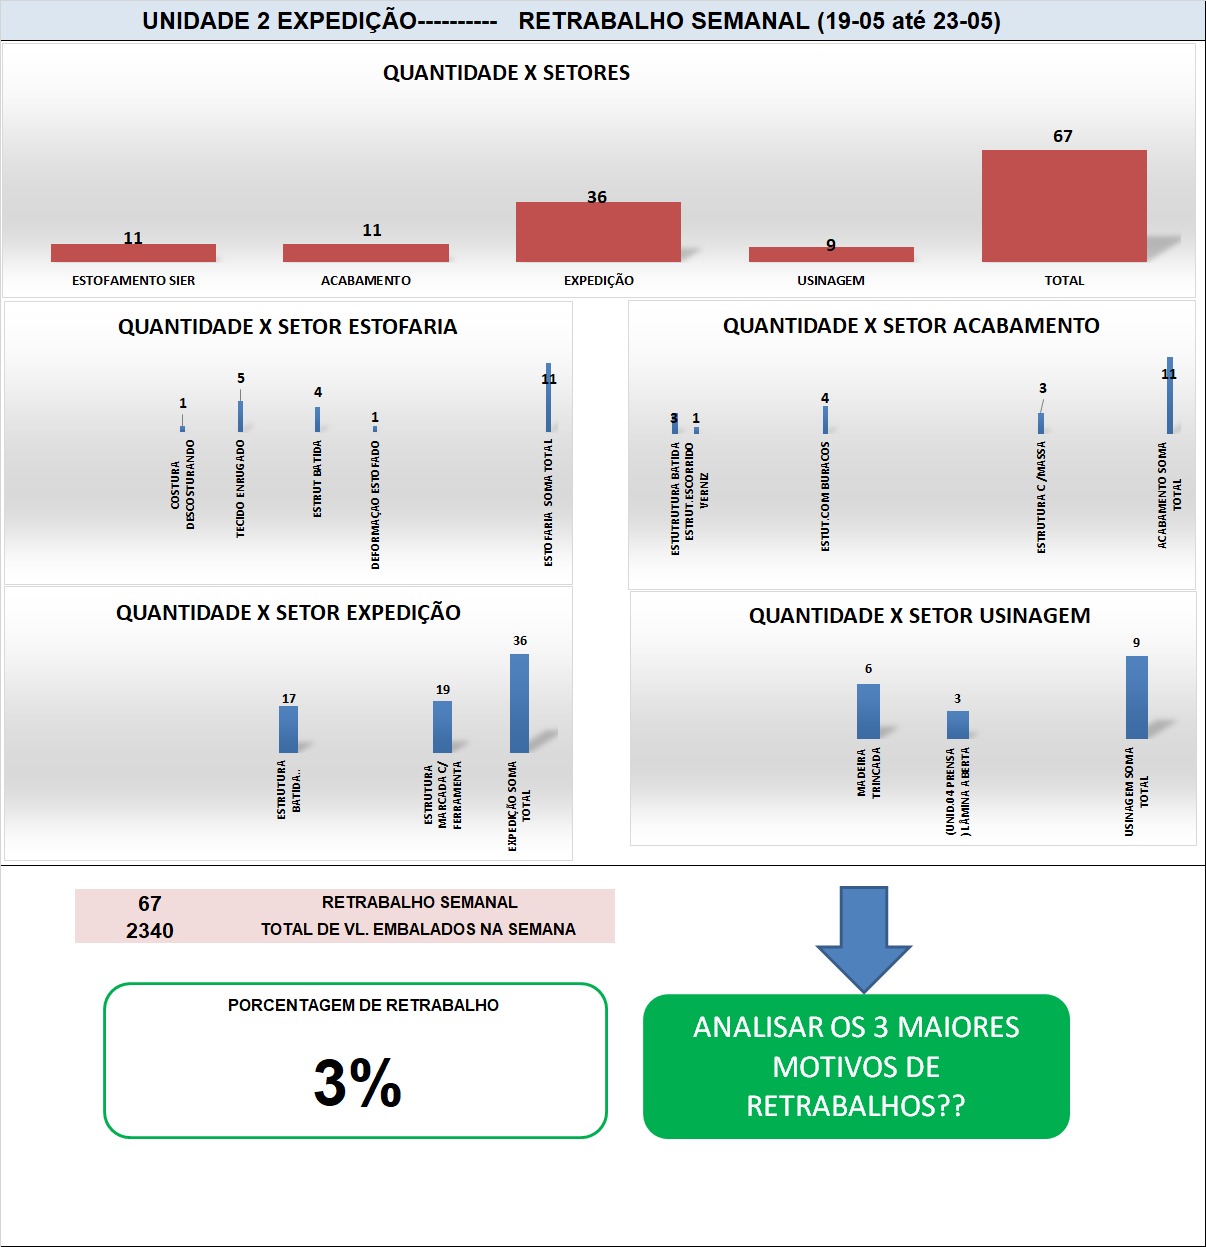 UNIDADE 2 EXPEDIÇÃO---------- RETRABALHO SEMANAL (19-05 até 23-05)
QUANTIDADE X SETORES
11
11
36
9
67
ESTOFAMENTO SIER
ACABAMENTO
EXPEDIÇÃO
USINAGEM
TOTAL
QUANTIDADE X SETOR ESTOFARIA
1
5
4
1
11
COSTURA
DESCOSTURANDO
TECIDO ENRUGADO
ESTRUT BATIDA
DEFORMAÇAO ESTOFADO
ESTOFARIA SOMA TOTAL
QUANTIDADE X SETOR ACABAMENTO
3
1
4
3
11
ESTUTRUTURA BATIDA
ESTRUT.ESCORRIDO
VERNIZ
ESTUT.COM BURACOS
ESTRUTURA C /MASSA
ACABAMENTO SOMA
TOTAL
QUANTIDADE X SETOR EXPEDIÇÃO
17
19
36
ESTRUTURA
BATIDA..
ESTRUTURA
MARCADA C/
FERRAMENTA
EXPEDIÇÃO SOMA
TOTAL
QUANTIDADE X SETOR USINAGEM
6
3
9
MADEIRA
TRINCADA
(UNID.04 PRENSA
) LÂMINA ABERTA
USINAGEM SOMA
TOTAL
67 RETRABALHO SEMANAL
2340 TOTAL DE VL. EMBALADOS NA SEMANA
PORCENTAGEM DE RETRABALHO
3%
ANALISAR OS 3 MAIORES
MOTIVOS DE
RETRABALHOS??